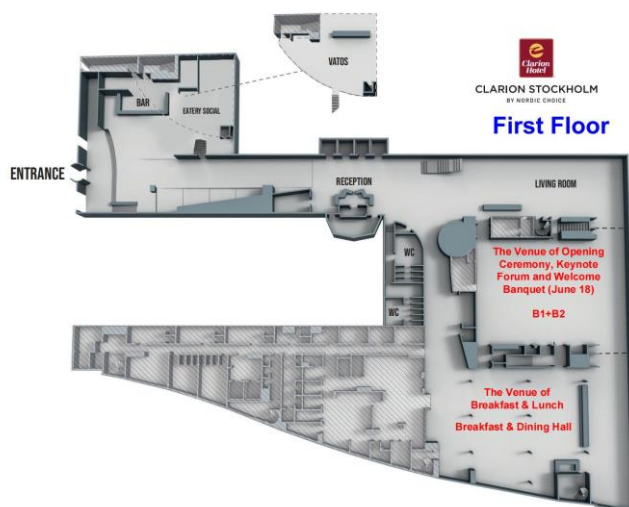 VATOS
Clarion
Hotel
CLARION STOCKHOLM
BY NORDIC CHOICE
First Floor
BAR
EATERY SOCIAL
ENTRANCE
RECEPTION
LIVING ROOM
WC
WC
The Venue of Opening
Ceremony, Keynote
Forum and Welcome
Banquet (June 18)
B1+B2
The Venue of
Breakfast & Lunch
Breakfast & Dining Hall